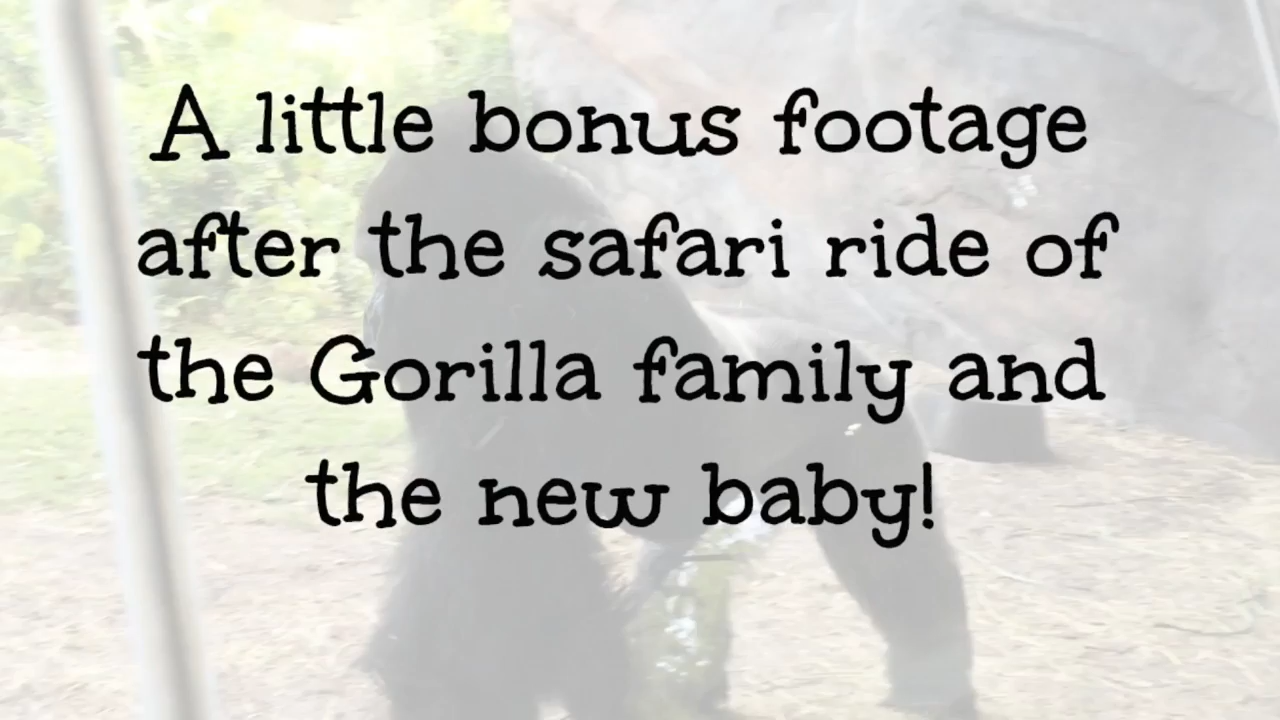 A little bonus footage
after the safari ride of
the Gorilla family and
the new baby!